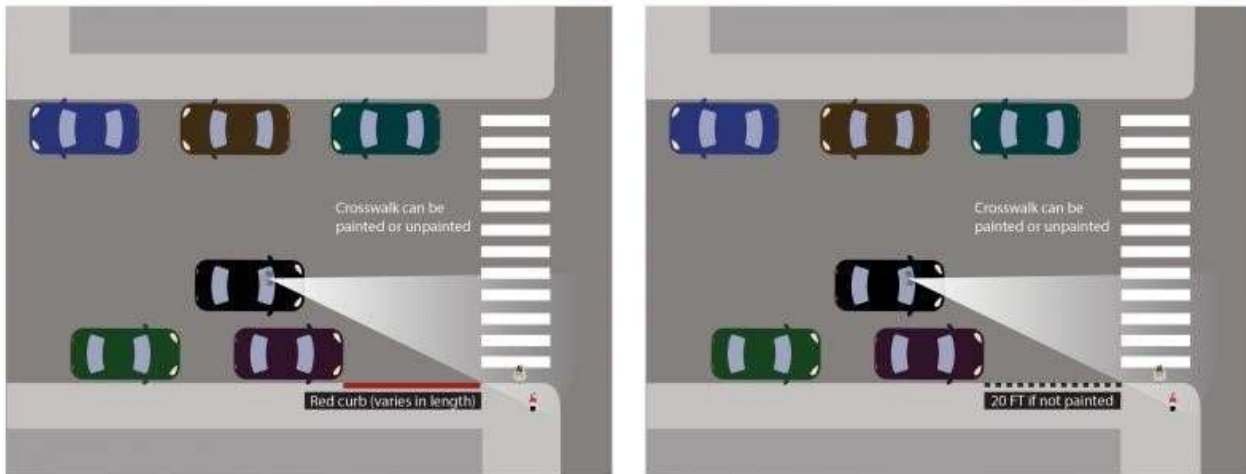 Crosswalk can be
painted or unpainted
Red curb (varies in length)
Crosswalk can be
painted or unpainted
20 FT if not painted